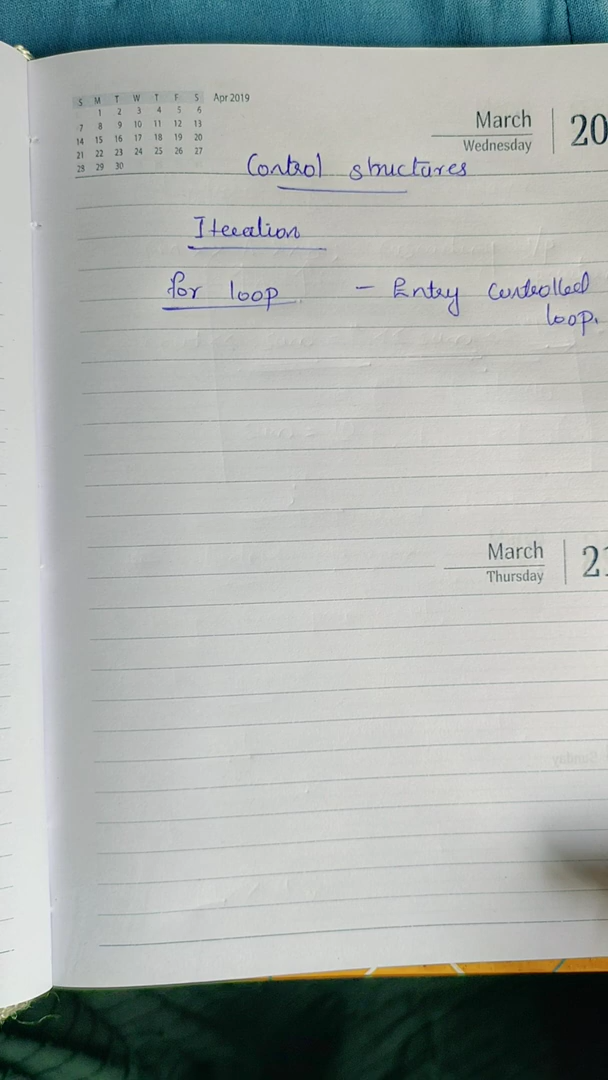 S M T W T F S Apr 2019
1 2 3 4 5 6
7 8 9 10 11 12 13
14 15 16 17 18 19 20
21 22 23 24 25 26 27
28 29 30
March 20
Wednesday
Control structures
Iteration
for loop - Entry controlled
loop.
March 21
Thursday